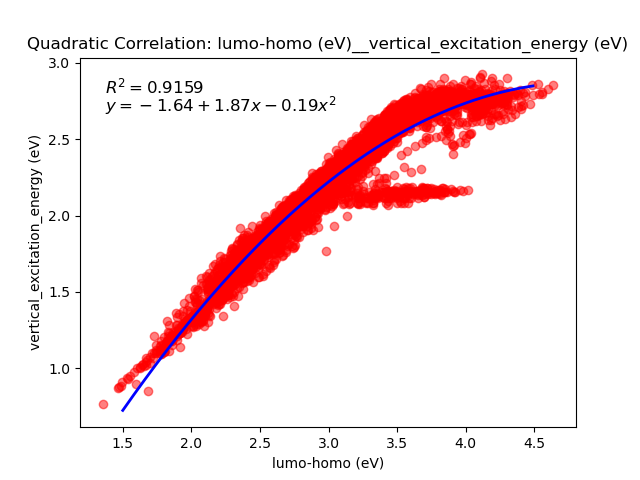 Quadratic Correlation: lumo-homo (eV)__vertical_excitation_energy (eV)
R² = 0.9159
y = − 1.64 + 1.87x − 0.19x²
vertical_excitation_energy (eV)
3.0
2.5
2.0
1.5
1.0
1.5 2.0 2.5 3.0 3.5 4.0 4.5
lumo-homo (eV)